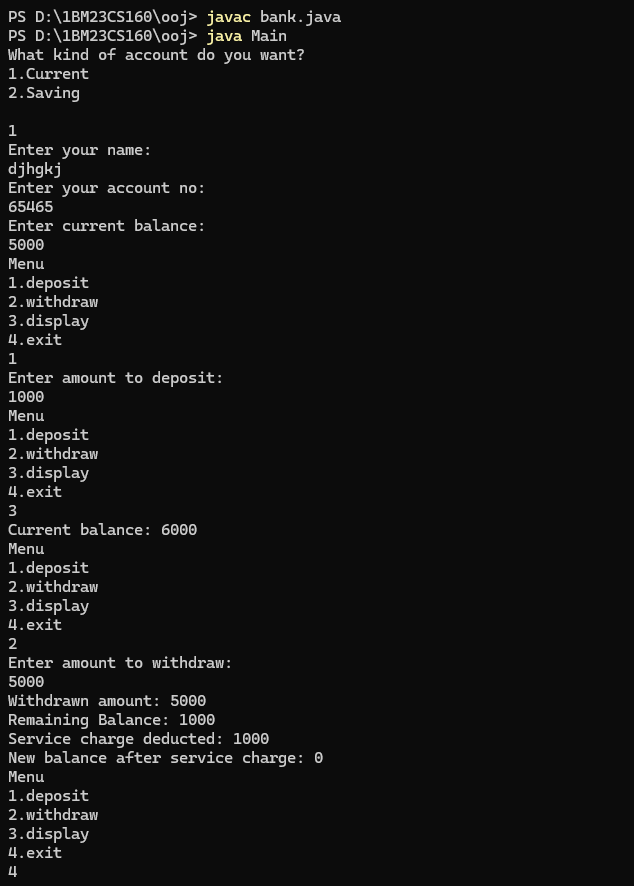 PS D:\1BM23CS160\ooj> javac bank.java
PS D:\1BM23CS160\ooj> java Main
What kind of account do you want?
1.Current
2.Saving

1
Enter your name:
djhgkj
Enter your account no:
65465
Enter current balance:
5000
Menu
1.deposit
2.withdraw
3.display
4.exit
1
Enter amount to deposit:
1000
Menu
1.deposit
2.withdraw
3.display
4.exit
3
Current balance: 6000
Menu
1.deposit
2.withdraw
3.display
4.exit
2
Enter amount to withdraw:
5000
Withdrawn amount: 5000
Remaining Balance: 1000
Service charge deducted: 1000
New balance after service charge: 0
Menu
1.deposit
2.withdraw
3.display
4.exit
4